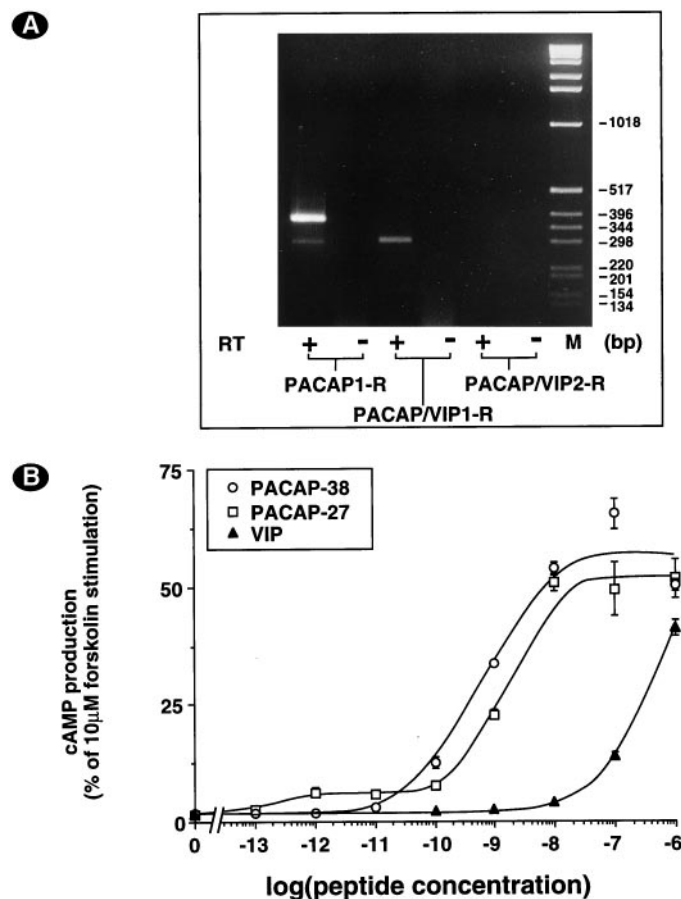 A
1018
517
396
344
298
220
201
154
134
RT + - + - + - M (bp)
PACAP1-R
PACAP/VIP2-R
PACAP/VIP1-R
B
PACAP-38
PACAP-27
VIP
75
50
25
0
cAMP production
(% of 10μM forskolin stimulation)
0 -13 -12 -11 -10 -9 -8 -7 -6
log(peptide concentration)